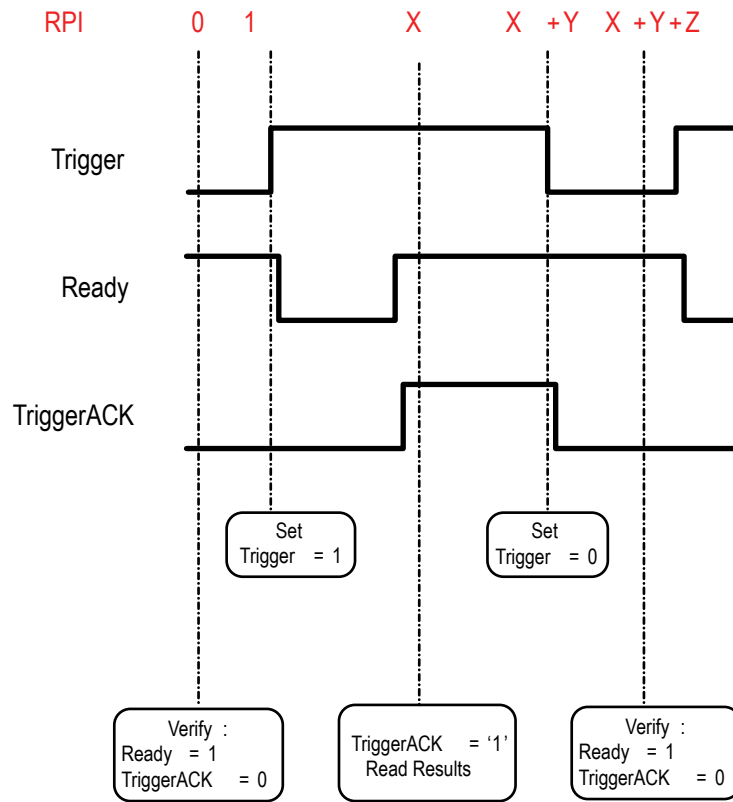 RPI 0 1 X X +Y X +Y+Z
Trigger
Ready
TriggerACK
Set
Trigger = 1
Set
Trigger = 0
Verify :
Ready = 1
TriggerACK = 0
TriggerACK = '1'
Read Results
Verify :
Ready = 1
TriggerACK = 0